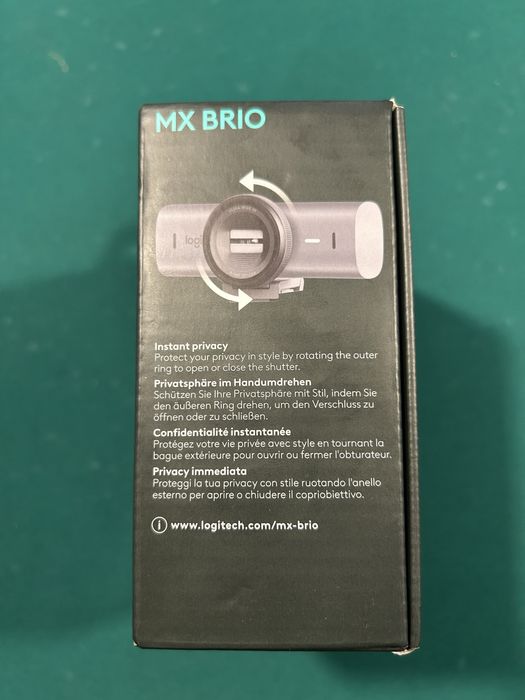 MX BRIO
logi
Instant privacy
Protect your privacy in style by rotating the outer
ring to open or close the shutter.
Privatsphäre im Handumdrehen
Schützen Sie Ihre Privatsphäre mit Stil, indem Sie
den äußeren Ring drehen, um den Verschluss zu
öffnen oder zu schließen.
Confidentialité instantanée
Protégez votre vie privée avec style en tournant la
bague extérieure pour ouvrir ou fermer l'obturateur.
Privacy immediata
Proteggi la tua privacy con stile ruotando l'anello
esterno per aprire o chiudere il copriobiettivo.
www.logitech.com/mx-brio